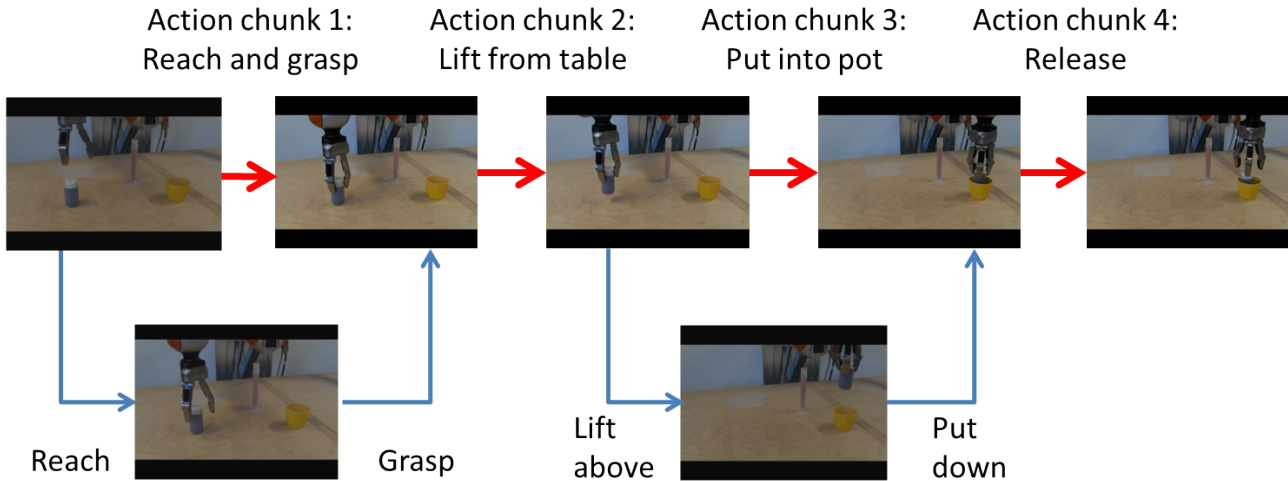 Action chunk 1:
Reach and grasp
Action chunk 2:
Lift from table
Action chunk 3:
Put into pot
Action chunk 4:
Release
Reach
Grasp
Lift
above
Put
down